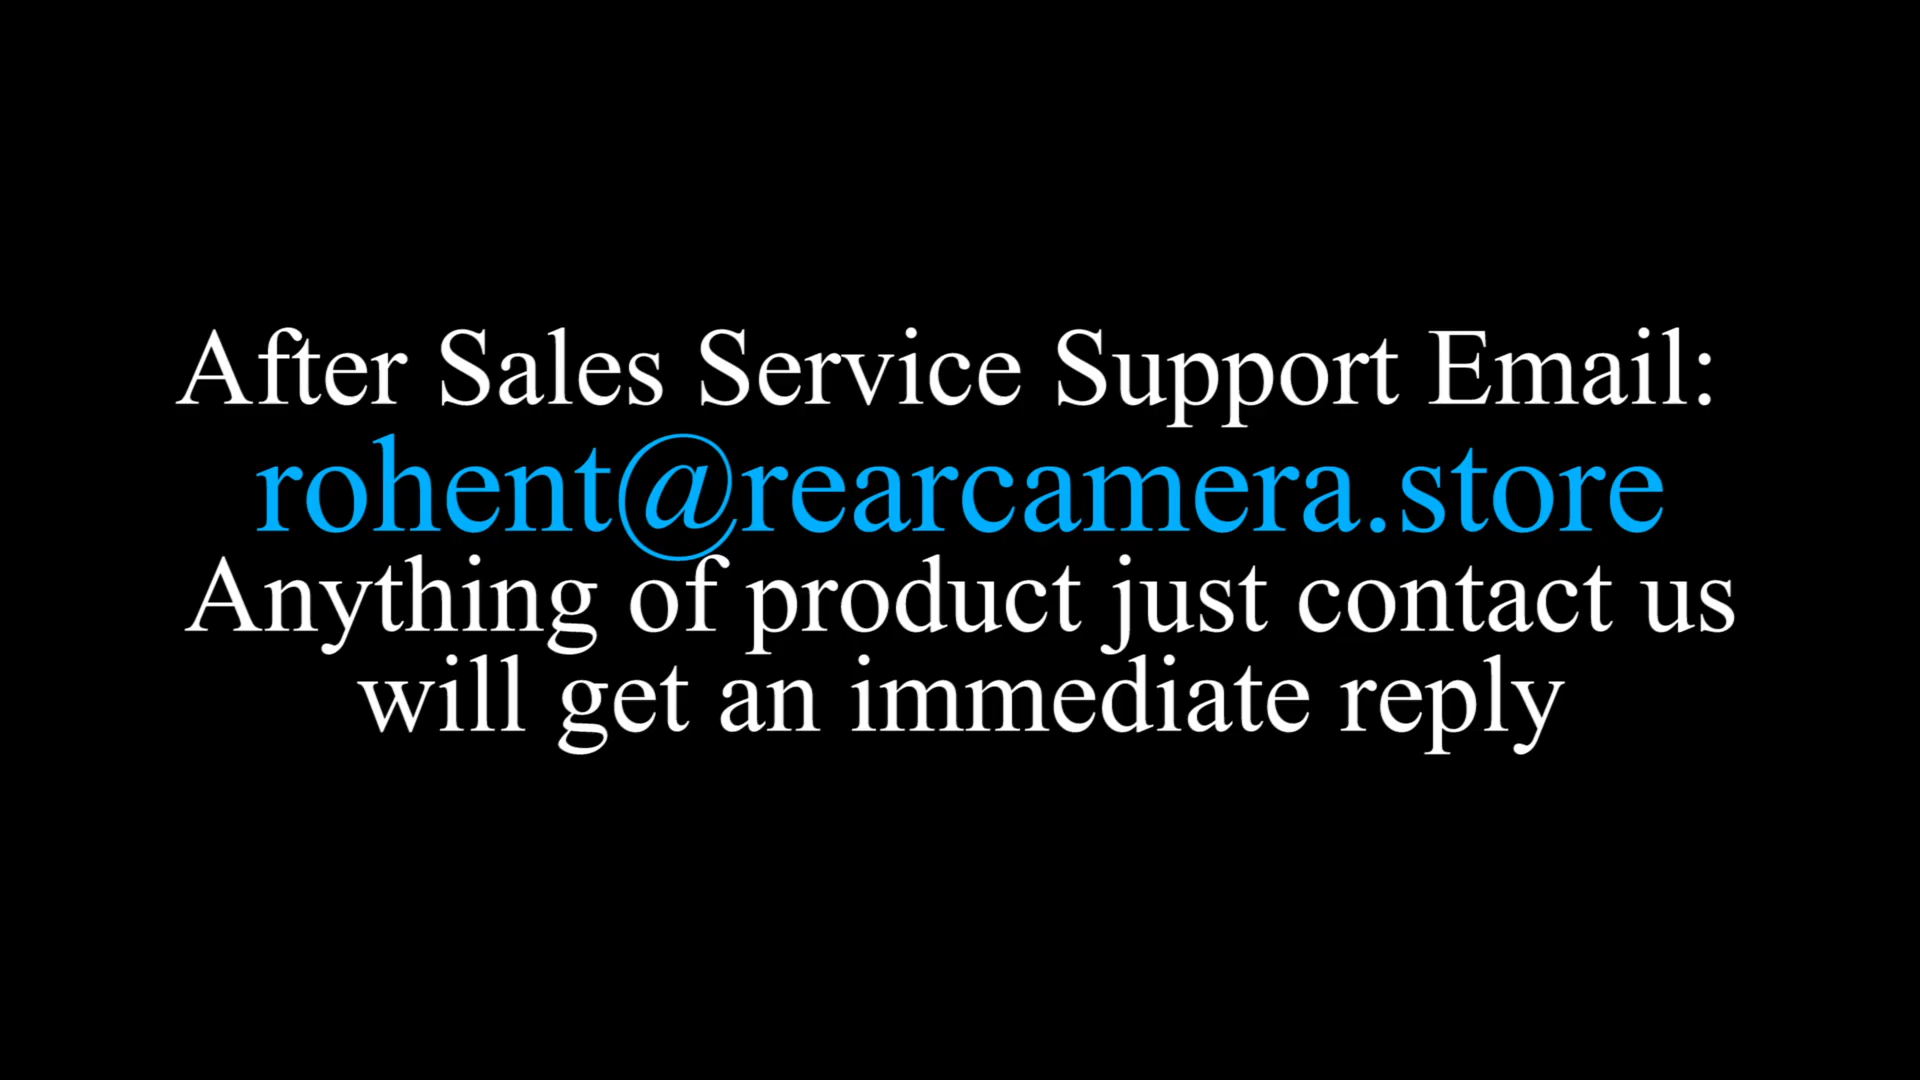 After Sales Service Support Email:
rohent@rearcamera.store
Anything of product just contact us
will get an immediate reply